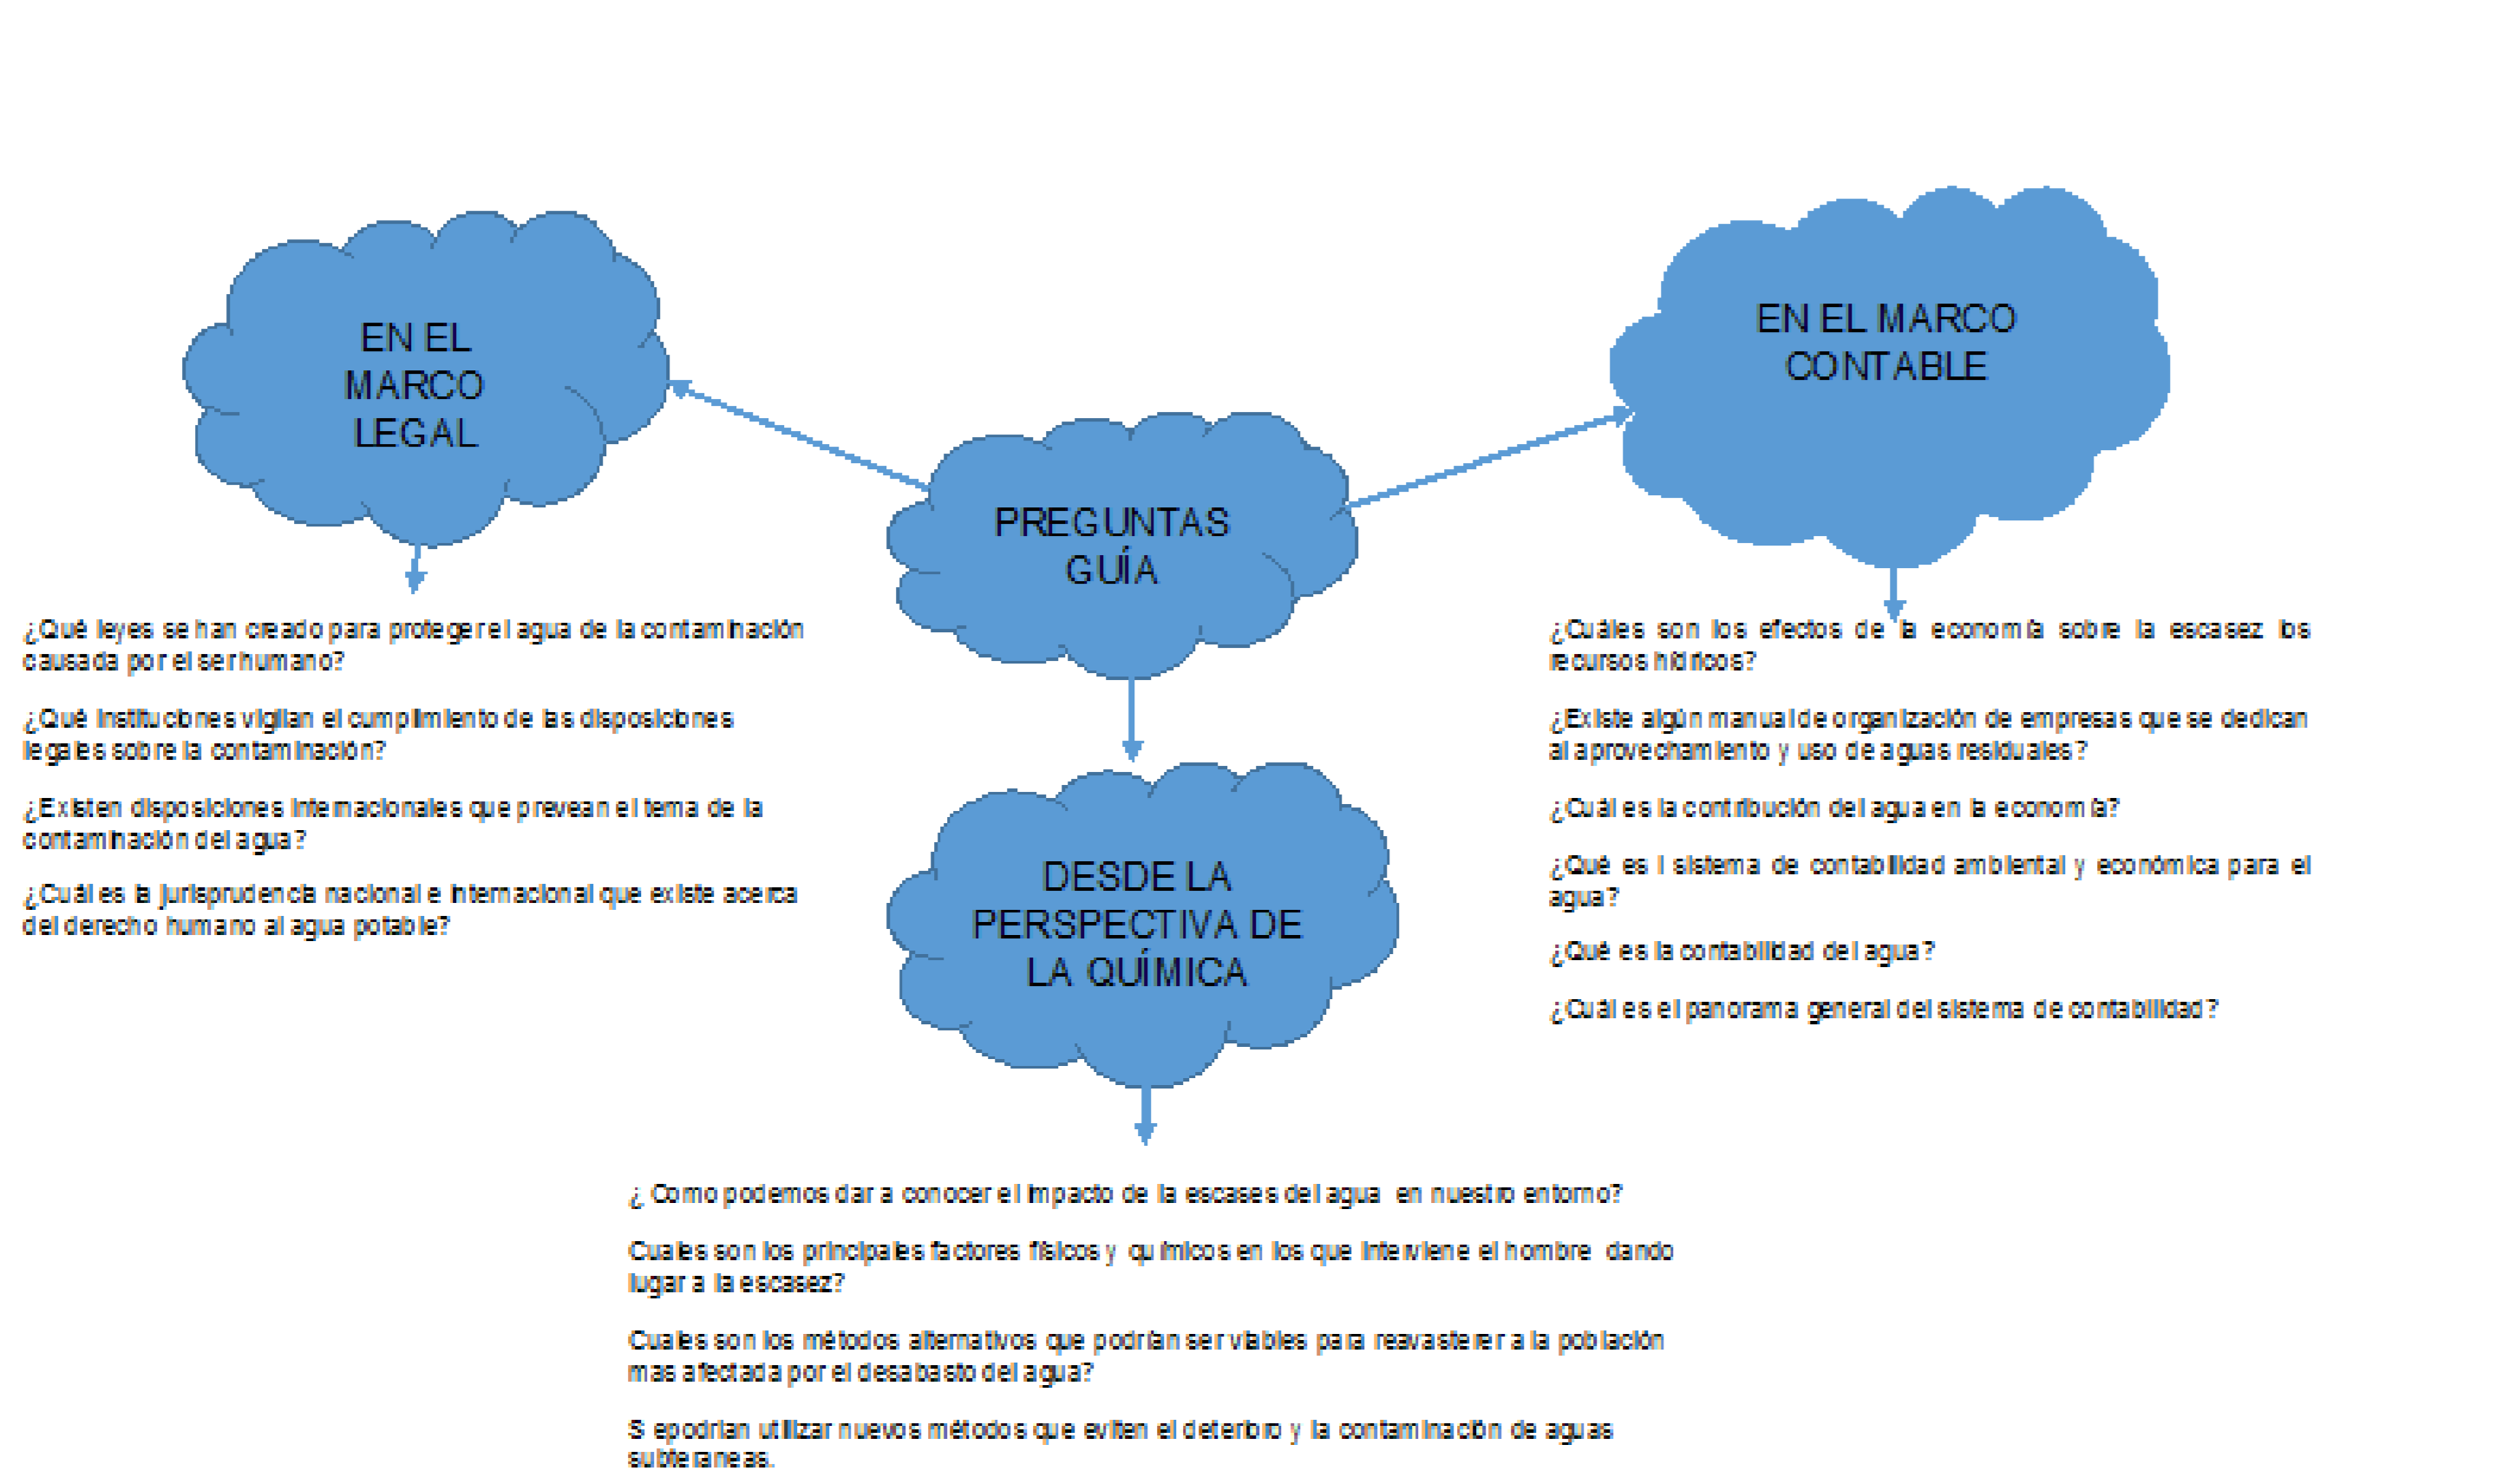 EN EL
MARCO
LEGAL
¿Qué leyes se han creado para proteger el agua de la contaminación
causada por el ser humano?
¿Qué instituciones vigilan el cumplimiento de las disposiciones
legales sobre la contaminación?
¿Existen disposiciones internacionales que prevean el tema de la
contaminación del agua?
¿Cuál es la jurisprudencia nacional e internacional que existe acerca
del derecho humano al agua potable?
PREGUNTAS
GUÍA
EN EL MARCO
CONTABLE
¿Cuáles son los efectos de la economía sobre la escasez los
recursos hídricos?
¿Existe algún manual de organización de empresas que se dedican
al aprovechamiento y uso de aguas residuales?
¿Cuál es la contribución del agua en la economía?
¿Qué es l sistema de contabilidad ambiental y económica para el
agua?
¿Qué es la contabilidad del agua?
¿Cuál es el panorama general del sistema de contabilidad?
DESDE LA
PERSPECTIVA DE
LA QUÍMICA
¿ Como podemos dar a conocer el impacto de la escases del agua en nuestro entorno?
Cuales son los principales factores físicos y químicos en los que interviene el hombre dando
lugar a la escasez?
Cuales son los métodos alternativos que podrían ser viables para reavasterer a la población
mas afectada por el desabasto del agua?
S epodrían utilizar nuevos métodos que eviten el deterioro y la contaminación de aguas
subteraneas.